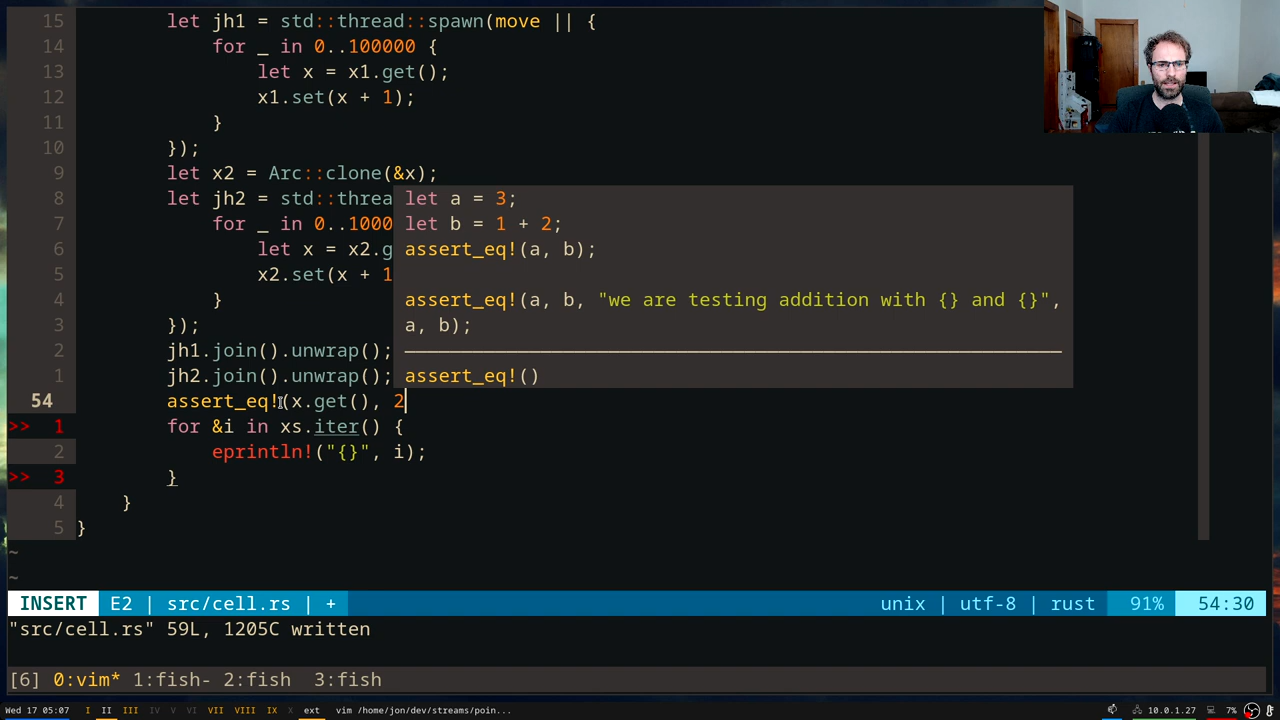 15 let jh1 = std::thread::spawn(move || {
14 for _ in 0..100000 {
13 let x = x1.get();
12 x1.set(x + 1);
11 }
10 });
9 let x2 = Arc::clone(&x);
8 let jh2 = std::threa
7 for _ in 0..1000
6 let x = x2.g
5 x2.set(x + 1
4 }
3 });
2 jh1.join().unwrap();
1 jh2.join().unwrap();
let a = 3;
let b = 1 + 2;
assert_eq!(a, b);
assert_eq!(a, b, "we are testing addition with {} and {}",
a, b);
assert_eq!()
54 assert_eq!(x.get(), 2
>> 1 for &i in xs.iter() {
2 eprintln!("{}", i);
>> 3 }
4 }
5 }
~
~
INSERT E2 | src/cell.rs | + unix | utf-8 | rust 91% 54:30
"src/cell.rs" 59L, 1205C written
[6] 0:vim* 1:fish- 2:fish 3:fish
Wed 17 05:07 I II III IV V VI VII VIII IX X ext vim /home/jon/dev/streams/poin... 10.0.1.27 7%